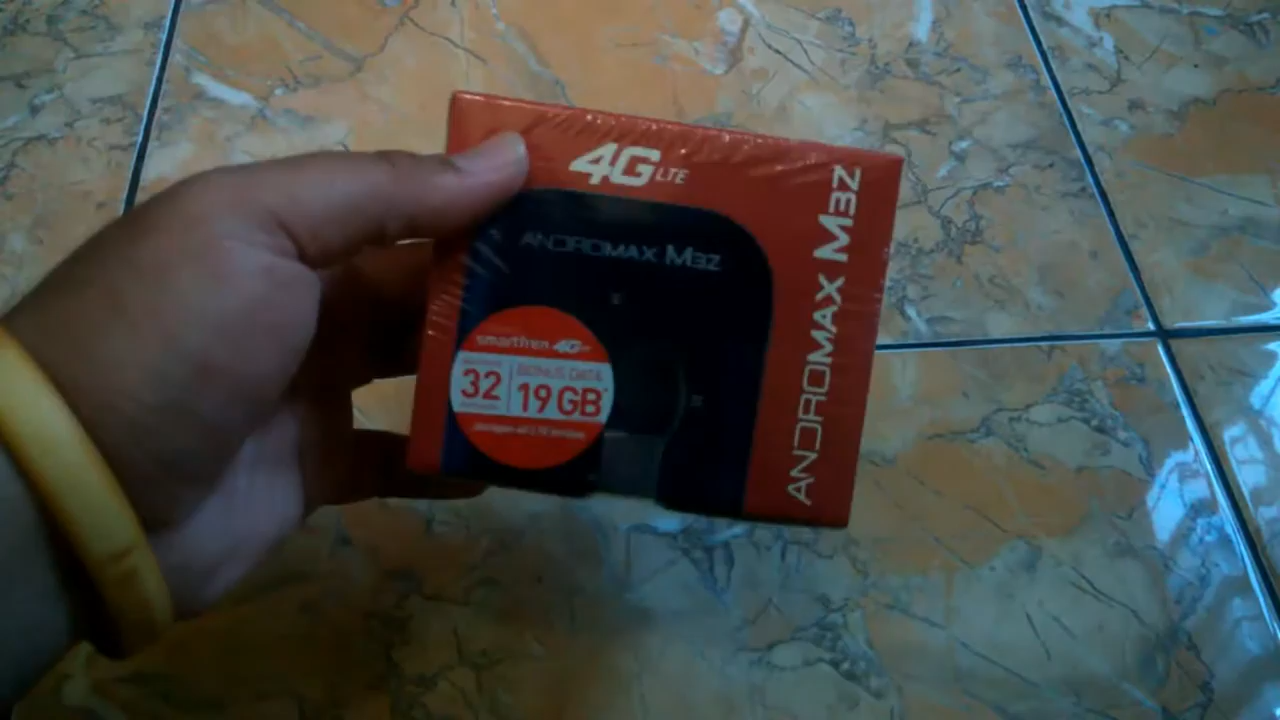 4G LTE
ANDROMAX M3Z
ANDROMAX M3Z
smartfren 4G
32
BONUS DATA
19 GB